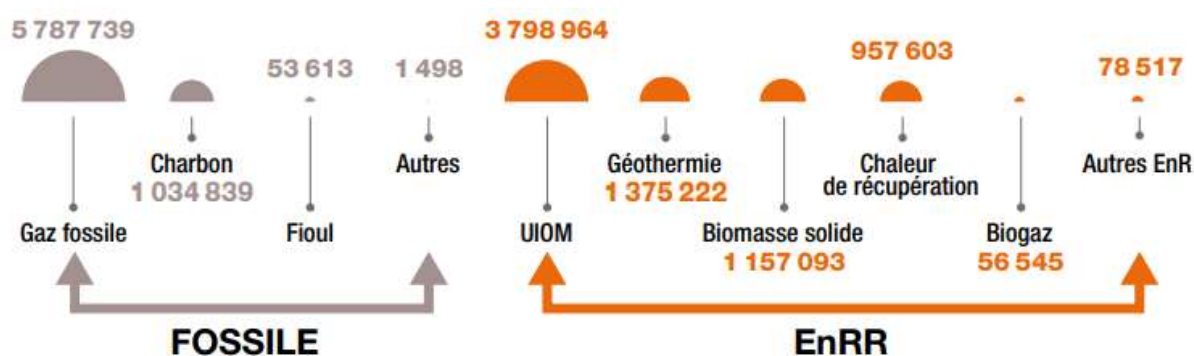 5 787 739
53 613
1 498
3 798 964
957 603
78 517
Charbon
1 034 839
Autres
Géothermie
1 375 222
Chaleur
de récupération
Autres EnR
Gaz fossile
Fioul
UIOM
Biomasse solide
1 157 093
Biogaz
56 545
FOSSILE
EnRR